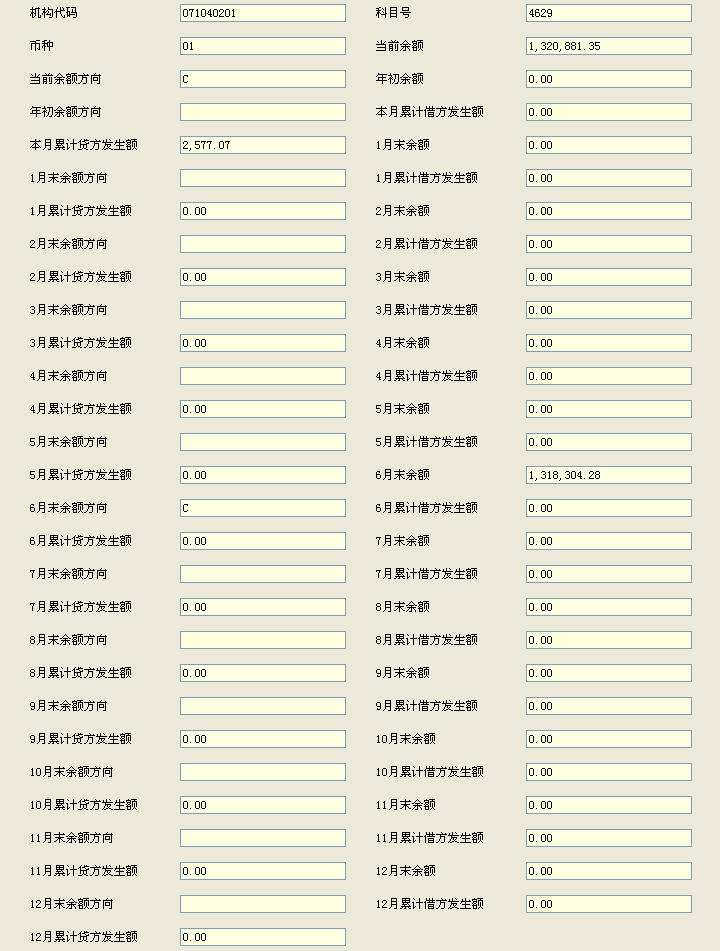 机构代码 071040201 科目号 4629
币种 01 当前余额 1,320,881.35
当前余额方向 C 年初余额 0.00
年初余额方向 本月累计借方发生额 0.00
本月累计贷方发生额 2,577.07 1月末余额 0.00
1月末余额方向 1月累计借方发生额 0.00
1月累计贷方发生额 0.00 2月末余额 0.00
2月末余额方向 2月累计借方发生额 0.00
2月累计贷方发生额 0.00 3月末余额 0.00
3月末余额方向 3月累计借方发生额 0.00
3月累计贷方发生额 0.00 4月末余额 0.00
4月末余额方向 4月累计借方发生额 0.00
4月累计贷方发生额 0.00 5月末余额 0.00
5月末余额方向 5月累计借方发生额 0.00
5月累计贷方发生额 0.00 6月末余额 1,318,304.28
6月末余额方向 C 6月累计借方发生额 0.00
6月累计贷方发生额 0.00 7月末余额 0.00
7月末余额方向 7月累计借方发生额 0.00
7月累计贷方发生额 0.00 8月末余额 0.00
8月末余额方向 8月累计借方发生额 0.00
8月累计贷方发生额 0.00 9月末余额 0.00
9月末余额方向 9月累计借方发生额 0.00
9月累计贷方发生额 0.00 10月末余额 0.00
10月末余额方向 10月累计借方发生额 0.00
10月累计贷方发生额 0.00 11月末余额 0.00
11月末余额方向 11月累计借方发生额 0.00
11月累计贷方发生额 0.00 12月末余额 0.00
12月末余额方向 12月累计借方发生额 0.00
12月累计贷方发生额 0.00